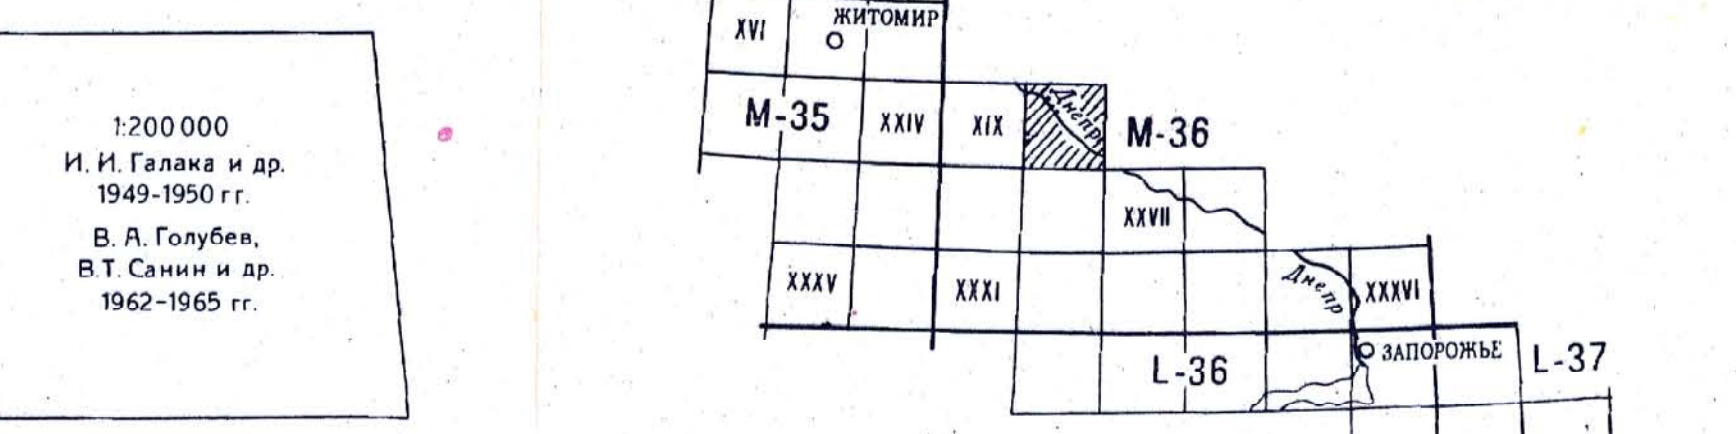 1:200 000
И. И. Галака и др.
1949-1950 гг.
В. А. Голубев,
В.Т. Санин и др.
1962-1965 гг.
XVI
ЖИТОМИР
M-35
XXIV
XIX
Днепр
M-36
XXVII
XXXV
XXXI
Днепр
XXXVI
L-36
ЗАПОРОЖЬЕ
L-37